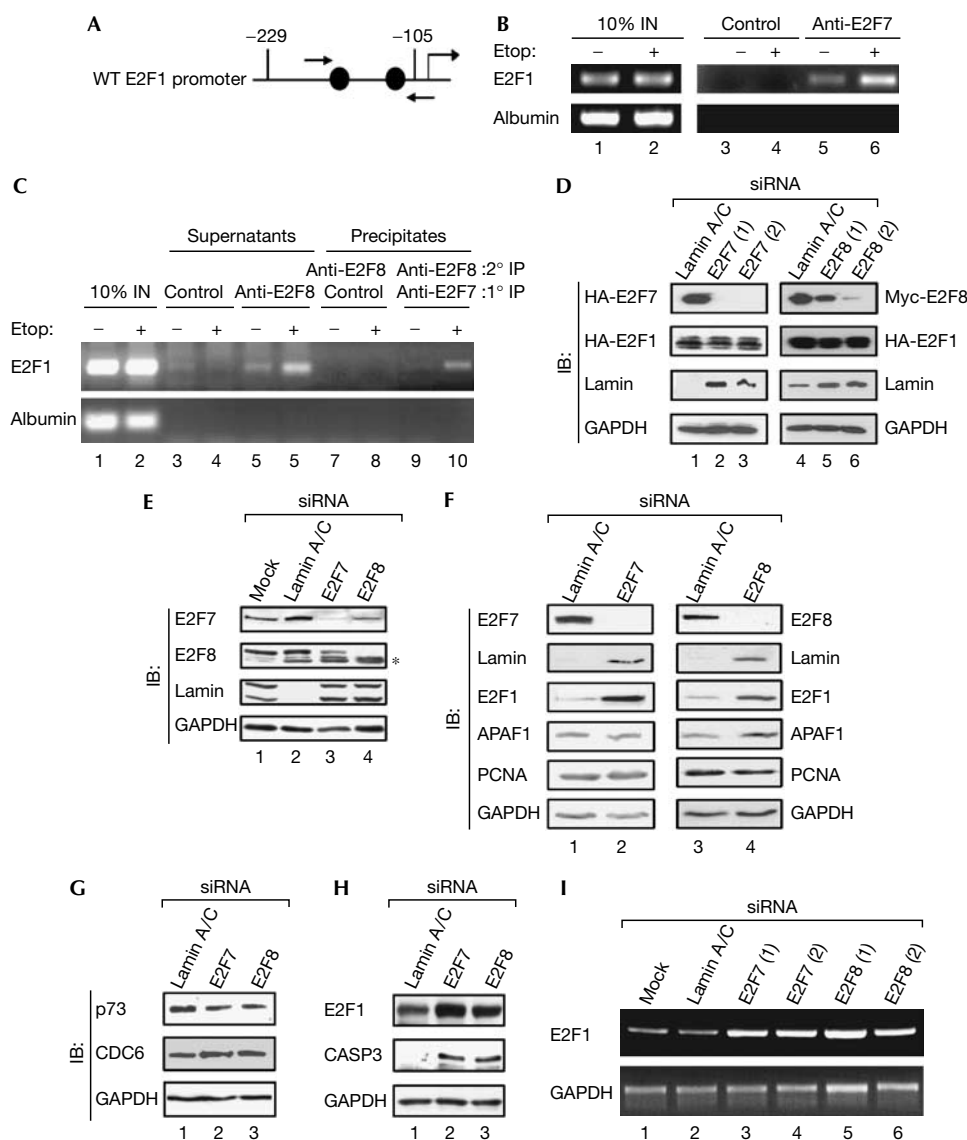 A
−229
−105
WT E2F1 promoter
B
10% IN Control Anti-E2F7
Etop: − + − + − +
E2F1
Albumin
1 2 3 4 5 6
C
Supernatants Precipitates
Anti-E2F8 Anti-E2F8 :2° IP
10% IN Control Anti-E2F8 Control Anti-E2F7 :1° IP
Etop: − + − + − + − + − +
E2F1
Albumin
1 2 3 4 5 5 7 8 9 10
D
siRNA
Lamin A/C E2F7 (1) E2F7 (2) Lamin A/C E2F8 (1) E2F8 (2)
IB:
HA-E2F7 Myc-E2F8
HA-E2F1 HA-E2F1
Lamin Lamin
GAPDH GAPDH
1 2 3 4 5 6
E
siRNA
Mock Lamin A/C E2F7 E2F8
IB:
E2F7
E2F8 *
Lamin
GAPDH
1 2 3 4
F
siRNA
Lamin A/C E2F7 Lamin A/C E2F8
IB:
E2F7 E2F8
Lamin Lamin
E2F1 E2F1
APAF1 APAF1
PCNA PCNA
GAPDH GAPDH
1 2 3 4
G
siRNA
Lamin A/C E2F7 E2F8
IB:
p73
CDC6
GAPDH
1 2 3
H
siRNA
Lamin A/C E2F7 E2F8
E2F1
CASP3
GAPDH
1 2 3
I
siRNA
Mock Lamin A/C E2F7 (1) E2F7 (2) E2F8 (1) E2F8 (2)
E2F1
GAPDH
1 2 3 4 5 6